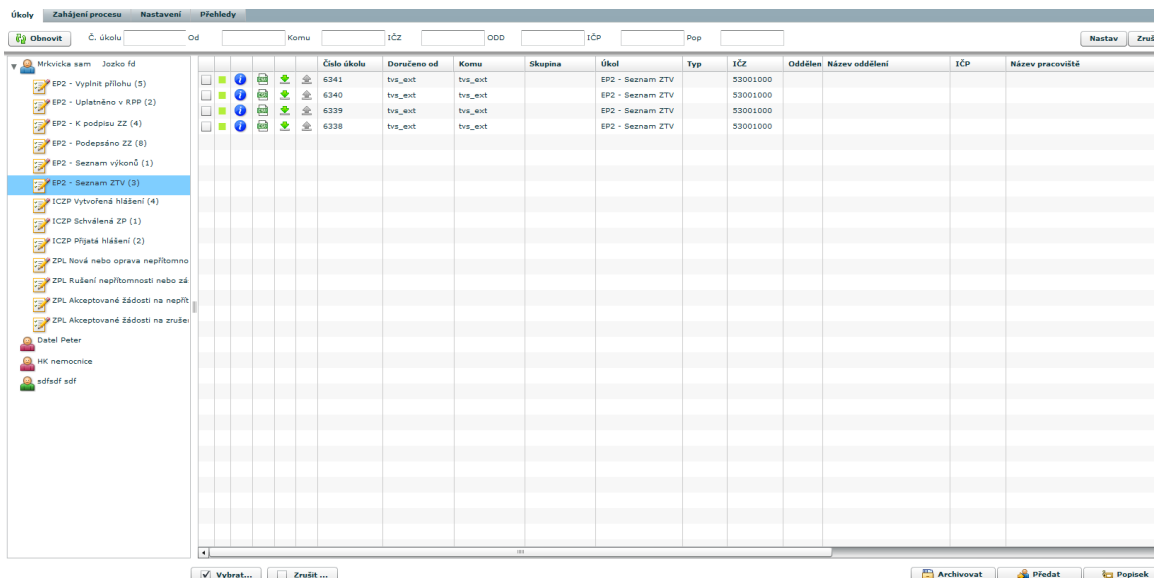 Úkoly Zahájení procesu Nastavení Přehledy
Obnovit Č. úkolu Od Komu IČZ ODD IČP Pop Nastav Zruš
Mrkvicka sam Jozko fd
EP2 - Vyplnit přílohu (5)
EP2 - Uplatněno v RPP (2)
EP2 - K podpisu ZZ (4)
EP2 - Podepsáno ZZ (8)
EP2 - Seznam výkonů (1)
EP2 - Seznam ZTV (3)
ICZP Vytvořená hlášení (4)
ICZP Schválená ZP (1)
ICZP Přijatá hlášení (2)
ZPL Nová nebo oprava nepřítomno
ZPL Rušení nepřítomnosti nebo zá
ZPL Akceptované žádosti na nepřít
ZPL Akceptované žádosti na zruše
Datel Peter
HK nemocnice
sdfsdf sdf
Číslo úkolu Doručeno od Komu Skupina Úkol Typ IČZ Oddělen Název oddělení IČP Název pracoviště
6341 tvs_ext tvs_ext EP2 - Seznam ZTV 53001000
6340 tvs_ext tvs_ext EP2 - Seznam ZTV 53001000
6339 tvs_ext tvs_ext EP2 - Seznam ZTV 53001000
6338 tvs_ext tvs_ext EP2 - Seznam ZTV 53001000
Vybrat... Zrušit ... Archivovat Předat Popisek